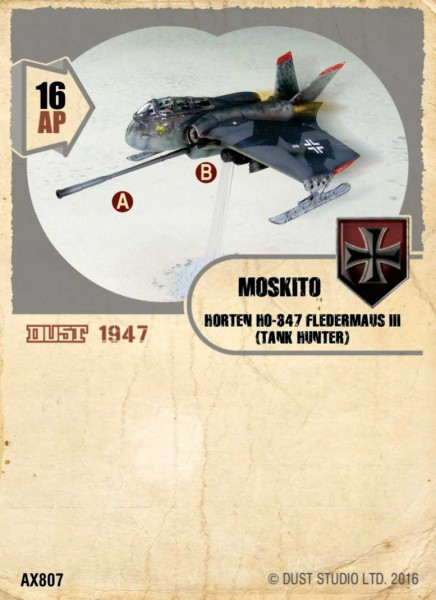 16
AP
A
B
MOSKITO
HORTEN HO-347 FLEDERMAUS III
(TANK HUNTER)
DUST 1947
AX807
© DUST STUDIO LTD. 2016